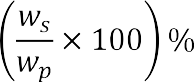 (w_s / w_p × 100) %